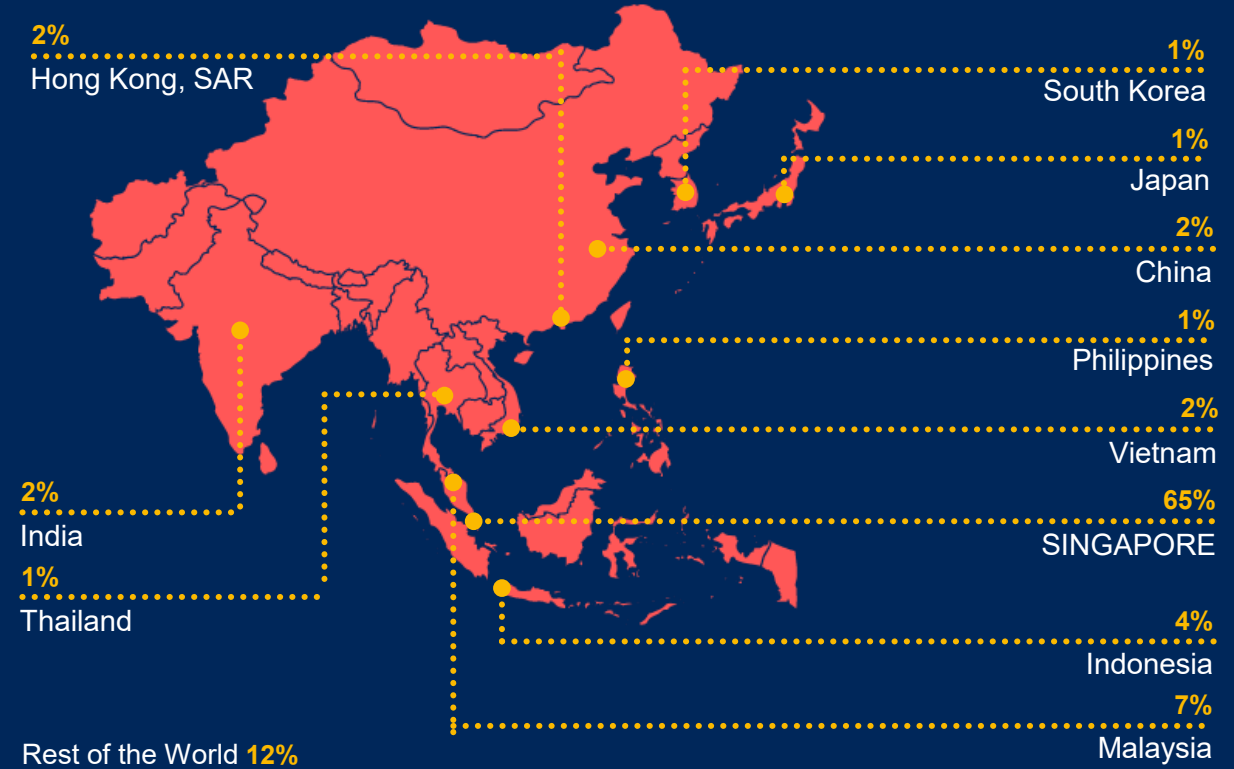 2%
Hong Kong, SAR
1%
South Korea
1%
Japan
2%
China
1%
Philippines
2%
Vietnam
65%
SINGAPORE
2%
India
1%
Thailand
4%
Indonesia
7%
Malaysia
Rest of the World 12%